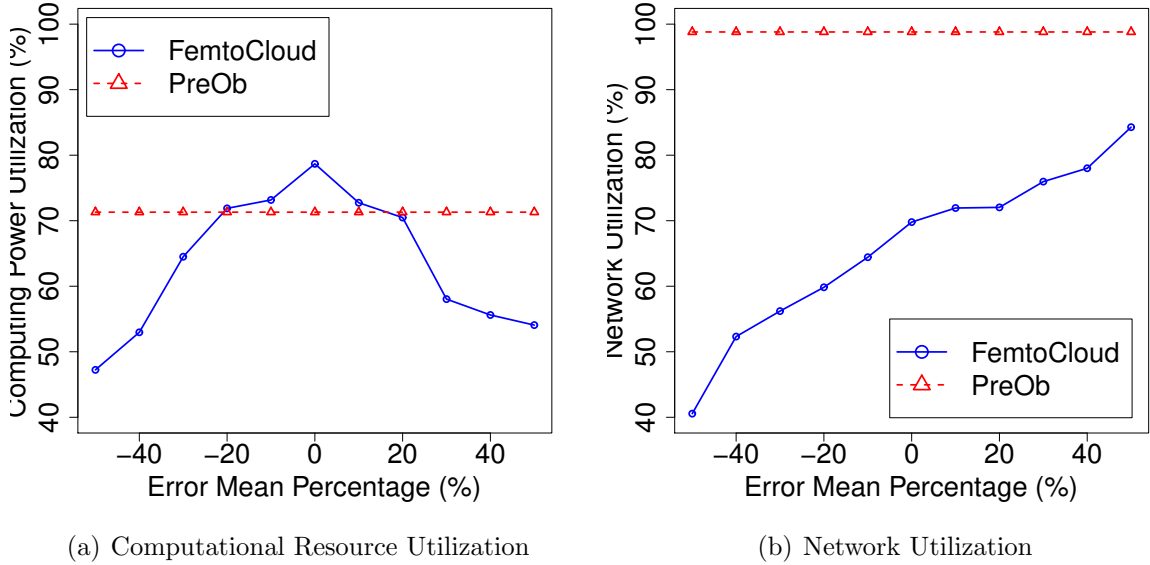 Computing Power Utilization (%)
100
90
80
70
60
50
40
FemtoCloud
PreOb
−40
−20
0
20
40
Error Mean Percentage (%)
(a) Computational Resource Utilization
Network Utilization (%)
100
90
80
70
60
50
40
FemtoCloud
PreOb
−40
−20
0
20
40
Error Mean Percentage (%)
(b) Network Utilization